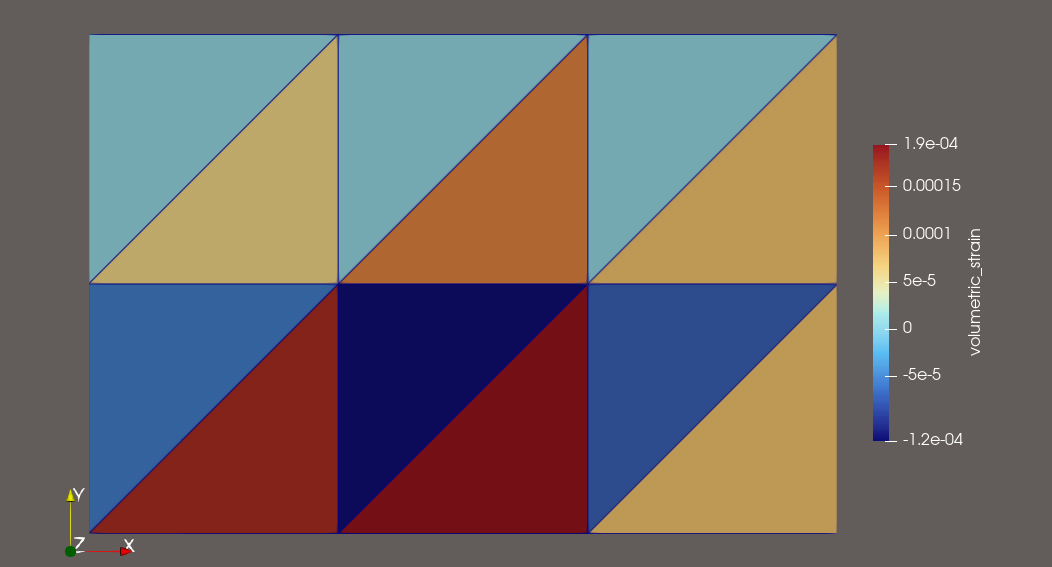 1.9e-04
0.00015
0.0001
5e-5
0
-5e-5
-1.2e-04
volumetric_strain
Y
Z
X